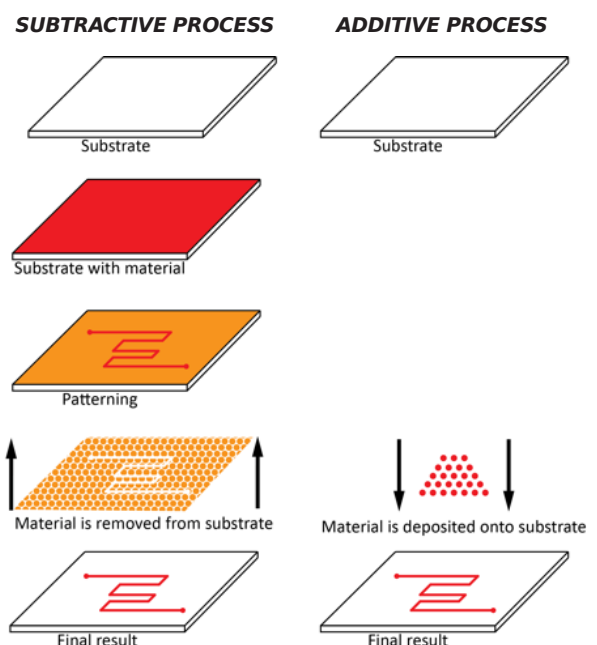 SUBTRACTIVE PROCESS
ADDITIVE PROCESS
Substrate
Substrate
Substrate with material
Patterning
Material is removed from substrate
Material is deposited onto substrate
Final result
Final result